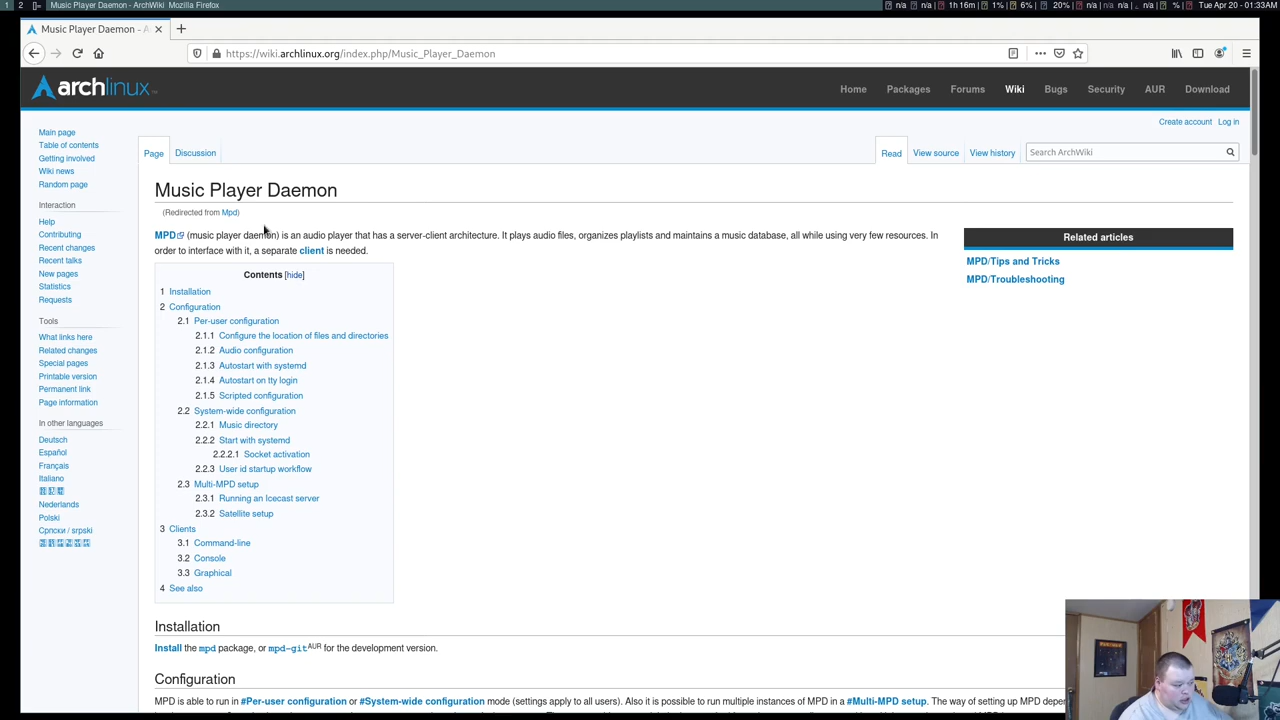 1 2 []= Music Player Daemon - ArchWiki Mozilla Firefox n/a n/a 1h 16m 1% 6% 20% n/a n/a n/a % n/a Tue Apr 20 - 01:33AM
Music Player Daemon - A
https://wiki.archlinux.org/index.php/Music_Player_Daemon
archlinux™
Home Packages Forums Wiki Bugs Security AUR Download
Create account Log in
Main page
Table of contents
Getting involved
Wiki news
Random page
Interaction
Help
Contributing
Recent changes
Recent talks
New pages
Statistics
Requests
Tools
What links here
Related changes
Special pages
Printable version
Permanent link
Page information
In other languages
Deutsch
Español
Français
Italiano
Nederlands
Polski
Српски / srpski
Page Discussion Read View source View history Search ArchWiki
Music Player Daemon
(Redirected from Mpd)
MPD (music player daemon) is an audio player that has a server-client architecture. It plays audio files, organizes playlists and maintains a music database, all while using very few resources. In
order to interface with it, a separate client is needed.
Related articles
MPD/Tips and Tricks
MPD/Troubleshooting
Contents [hide]
1 Installation
2 Configuration
2.1 Per-user configuration
2.1.1 Configure the location of files and directories
2.1.2 Audio configuration
2.1.3 Autostart with systemd
2.1.4 Autostart on tty login
2.1.5 Scripted configuration
2.2 System-wide configuration
2.2.1 Music directory
2.2.2 Start with systemd
2.2.2.1 Socket activation
2.2.3 User id startup workflow
2.3 Multi-MPD setup
2.3.1 Running an Icecast server
2.3.2 Satellite setup
3 Clients
3.1 Command-line
3.2 Console
3.3 Graphical
4 See also
Installation
Install the mpd package, or mpd-git AUR for the development version.
Configuration
MPD is able to run in #Per-user configuration or #System-wide configuration mode (settings apply to all users). Also it is possible to run multiple instances of MPD in a #Multi-MPD setup. The way of setting up MPD